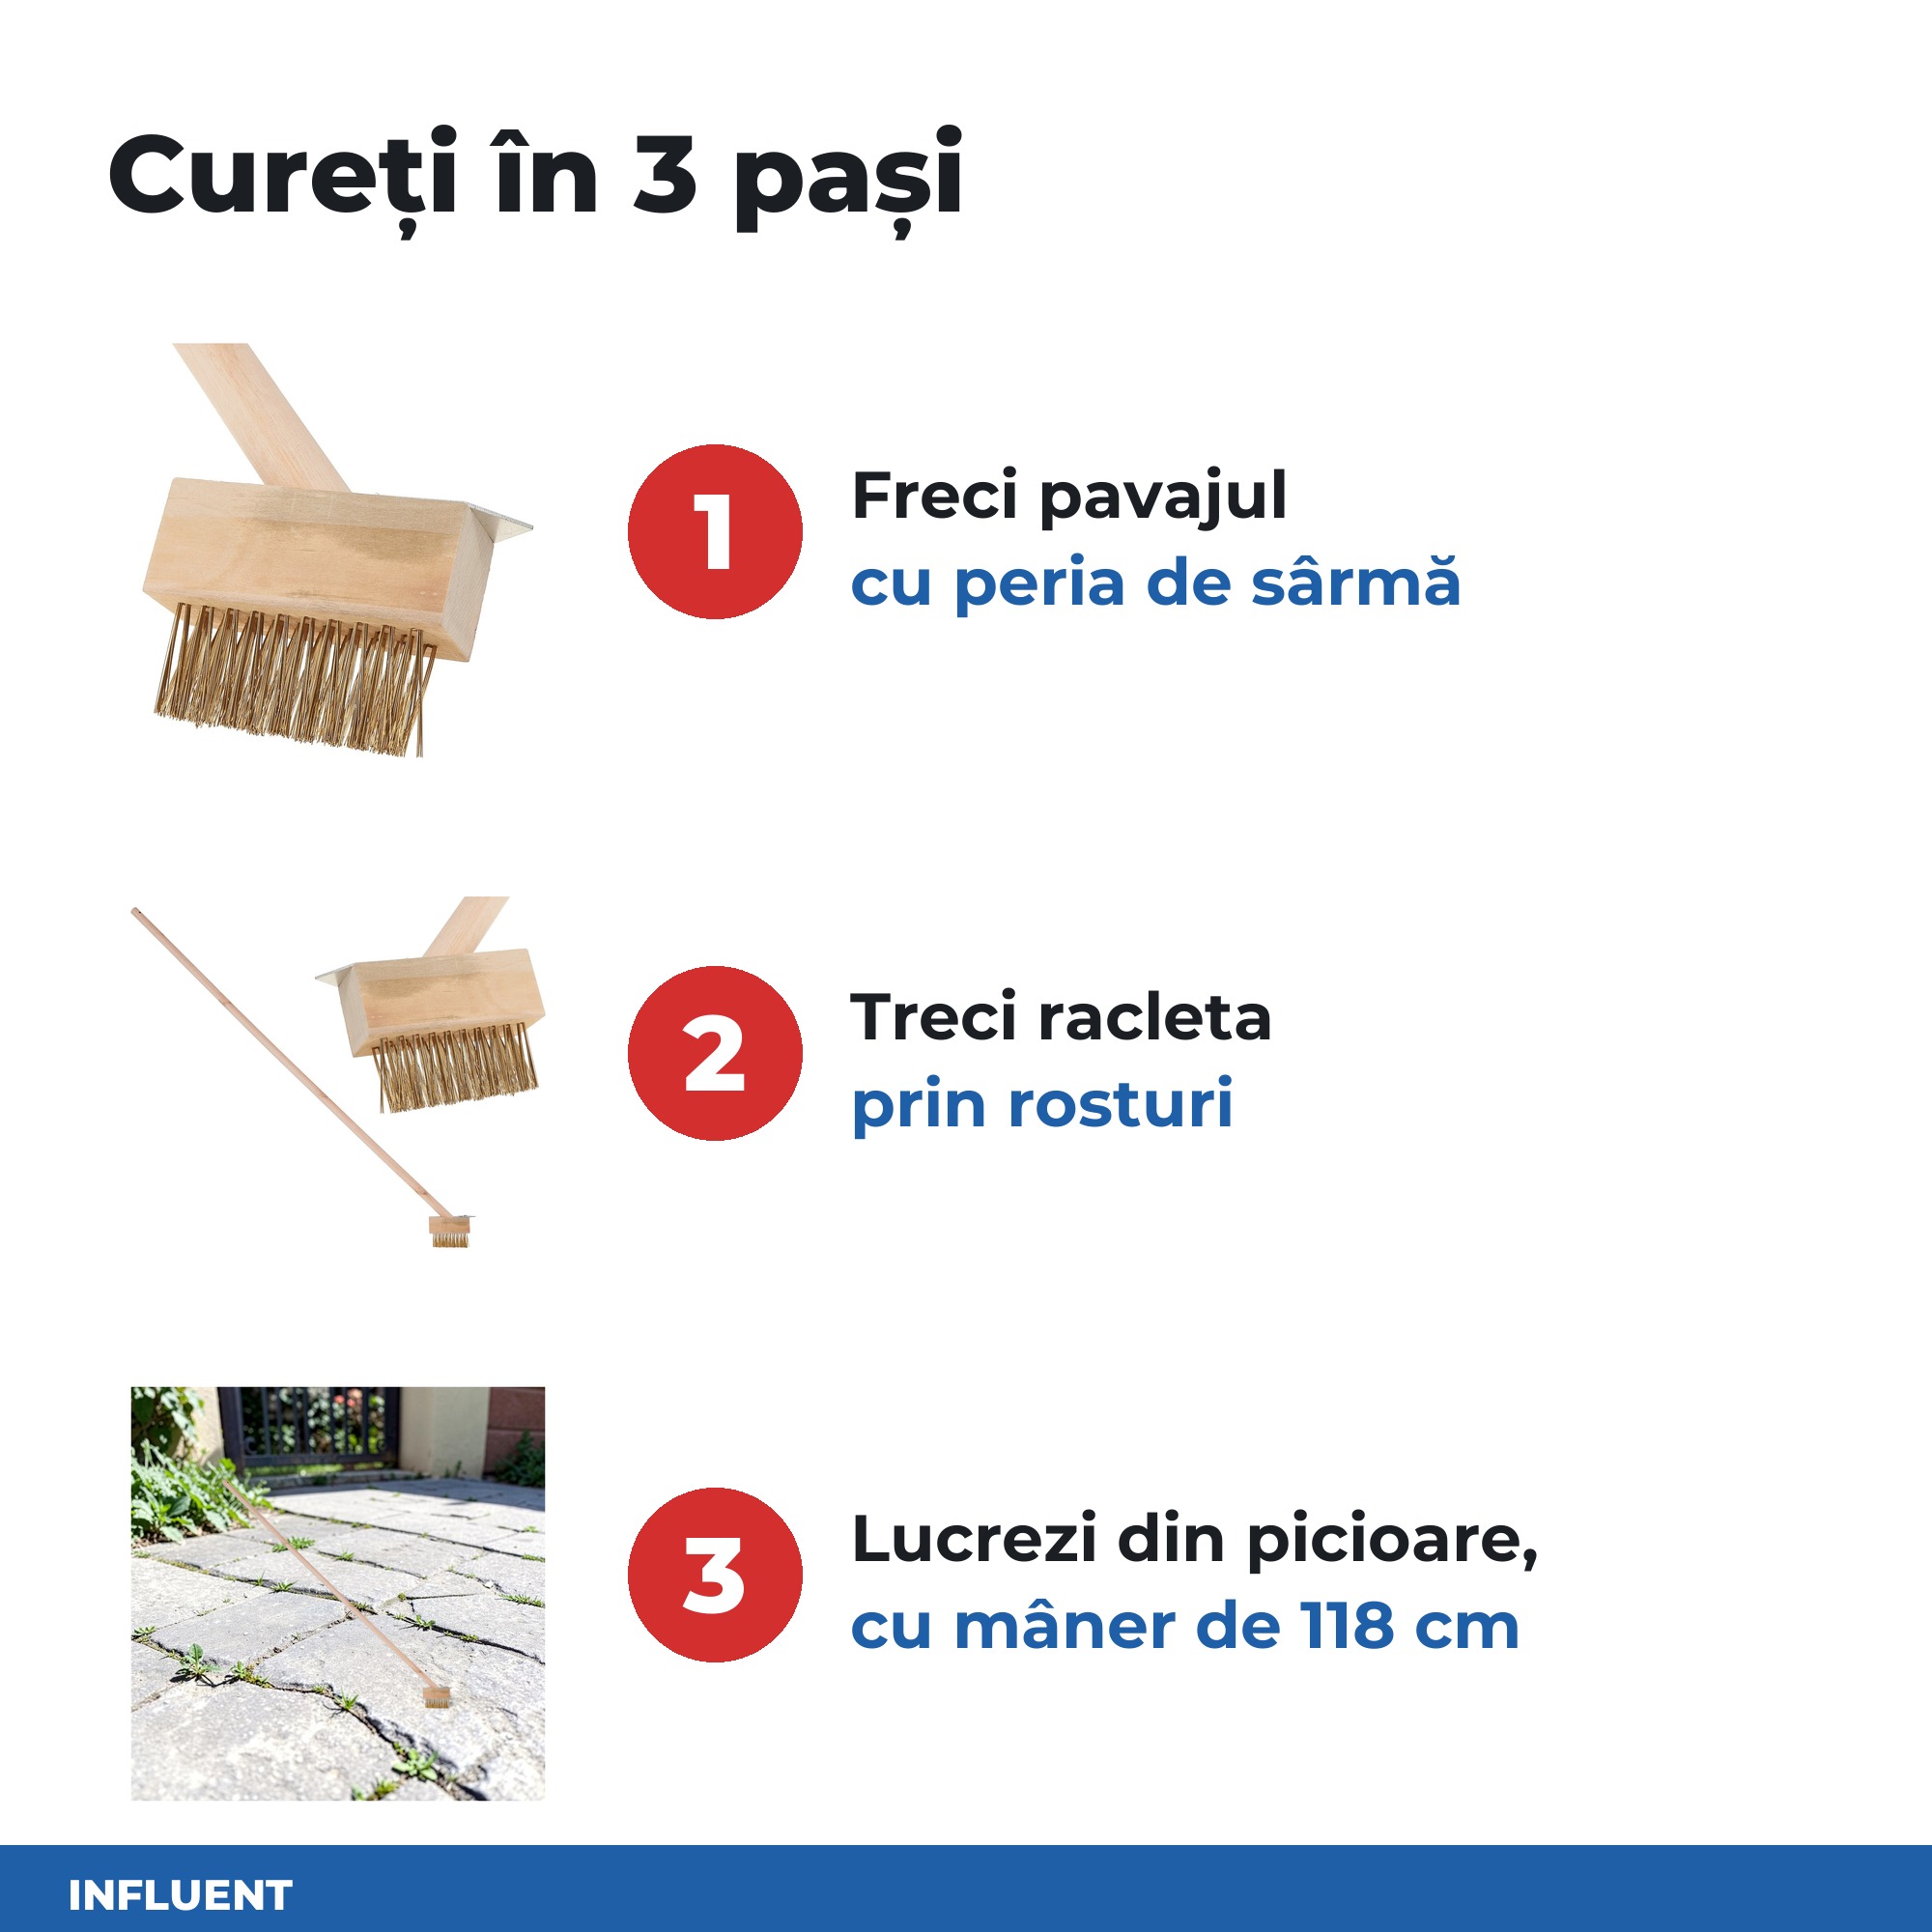 Cureți în 3 pași
1
Freci pavajul
cu peria de sârmă
2
Treci racleta
prin rosturi
3
Lucrezi din picioare,
cu mâner de 118 cm
INFLUENT